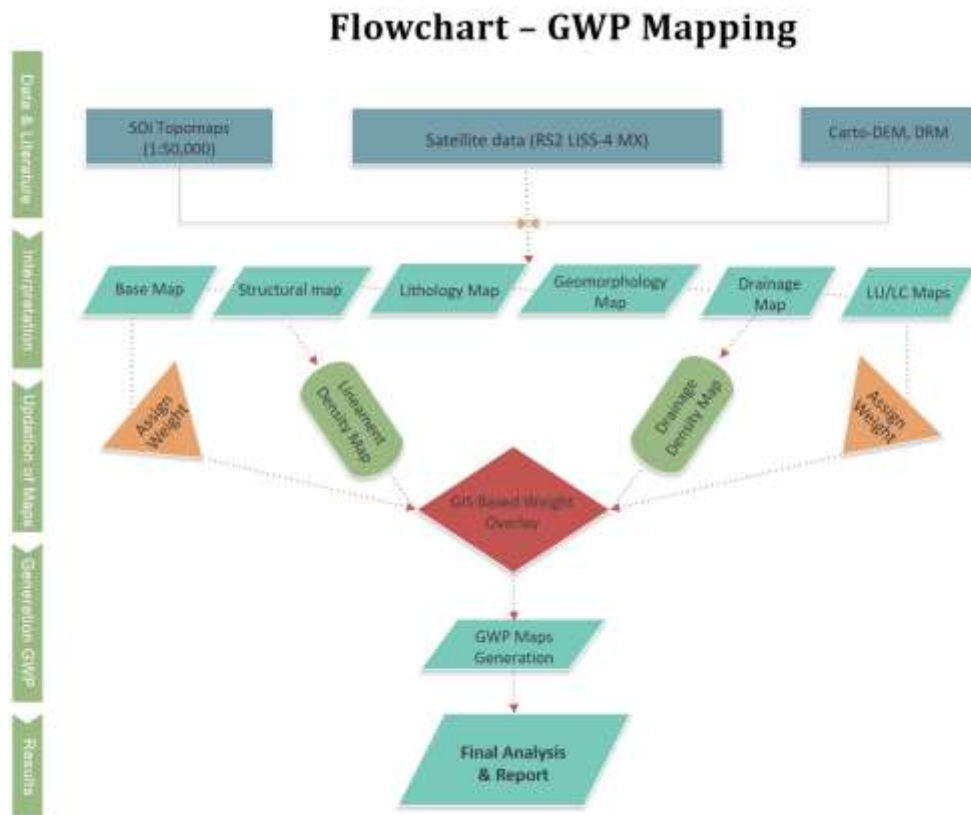 Flowchart – GWP Mapping
Data & Literature
SOI Topomaps
(1:50,000)
Satellite data (RS2 LISS-4 MX)
Carto-DEM, DRM
Interpretation
Base Map
Structural map
Lithology Map
Geomorphology
Map
Drainage
Map
LU/LC Maps
Updation of Maps
Assign
Weight
Lineament
Density Map
Drainage
Density Map
Assign
Weight
GIS Based Weight
Overlay
Generation GWP
GWP Maps
Generation
Results
Final Analysis
& Report